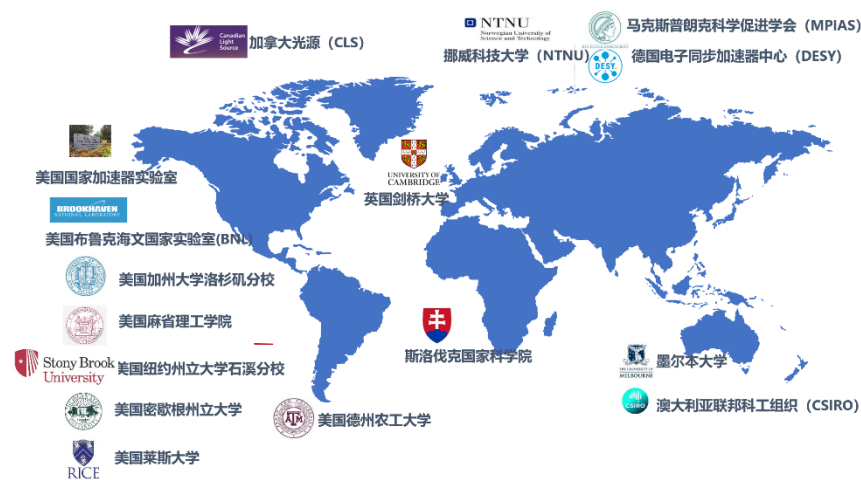 Canadian
Light
Source
加拿大光源（CLS）
NTNU
Norwegian University of
Science and Technology
挪威科技大学（NTNU）
马克斯普朗克科学促进学会（MPIAS）
DESY
德国电子同步加速器中心（DESY）
美国国家加速器实验室
UNIVERSITY OF
CAMBRIDGE
英国剑桥大学
BROOKHAVEN
NATIONAL LABORATORY
美国布鲁克海文国家实验室(BNL)
美国加州大学洛杉矶分校
美国麻省理工学院
Stony Brook
University
美国纽约州立大学石溪分校
美国密歇根州立大学
ATM
美国德州农工大学
RICE
美国莱斯大学
斯洛伐克国家科学院
THE UNIVERSITY OF
MELBOURNE
墨尔本大学
CSIRO
澳大利亚联邦科工组织（CSIRO）